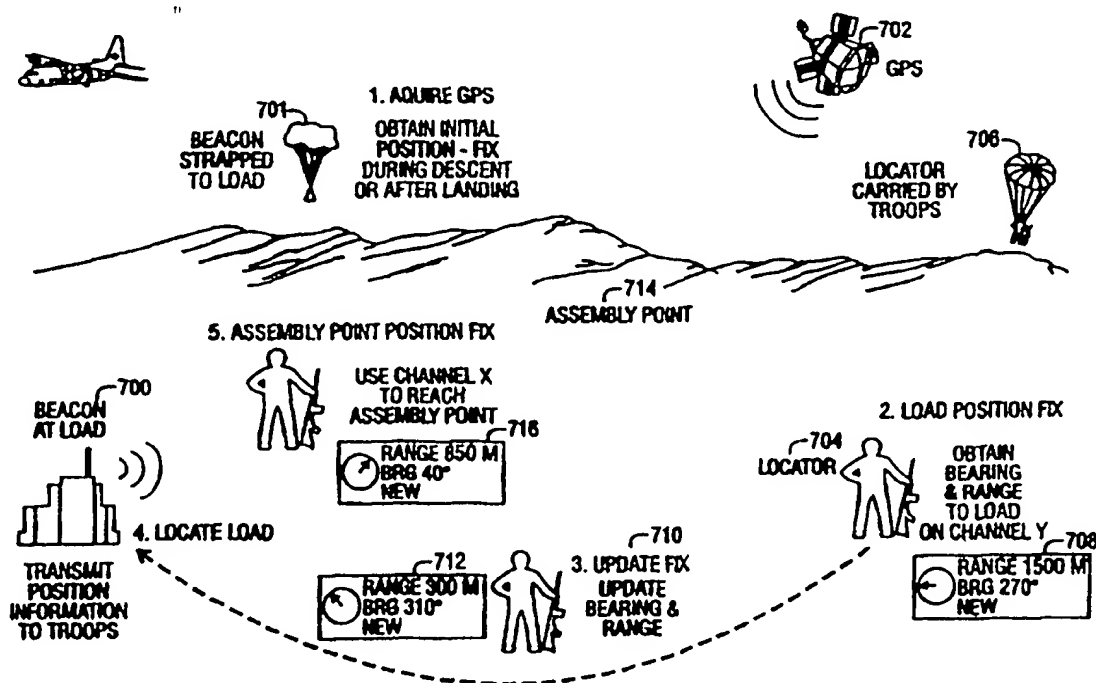 702
GPS
1. AQUIRE GPS
701
BEACON
STRAPPED
TO LOAD
OBTAIN INITIAL
POSITION - FIX
DURING DESCENT
OR AFTER LANDING
706
LOCATOR
CARRIED BY
TROOPS
714
ASSEMBLY POINT
5. ASSEMBLY POINT POSITION FIX
USE CHANNEL X
TO REACH
ASSEMBLY POINT
716
RANGE 850 M
BRG 40°
NEW
700
BEACON
AT LOAD
4. LOCATE LOAD
TRANSMIT
POSITION
INFORMATION
TO TROOPS
2. LOAD POSITION FIX
704
LOCATOR
OBTAIN
BEARING
& RANGE
TO LOAD
ON CHANNEL Y
708
RANGE 1500 M
BRG 270°
NEW
710
3. UPDATE FIX
UPDATE
BEARING &
RANGE
712
RANGE 300 M
BRG 310°
NEW